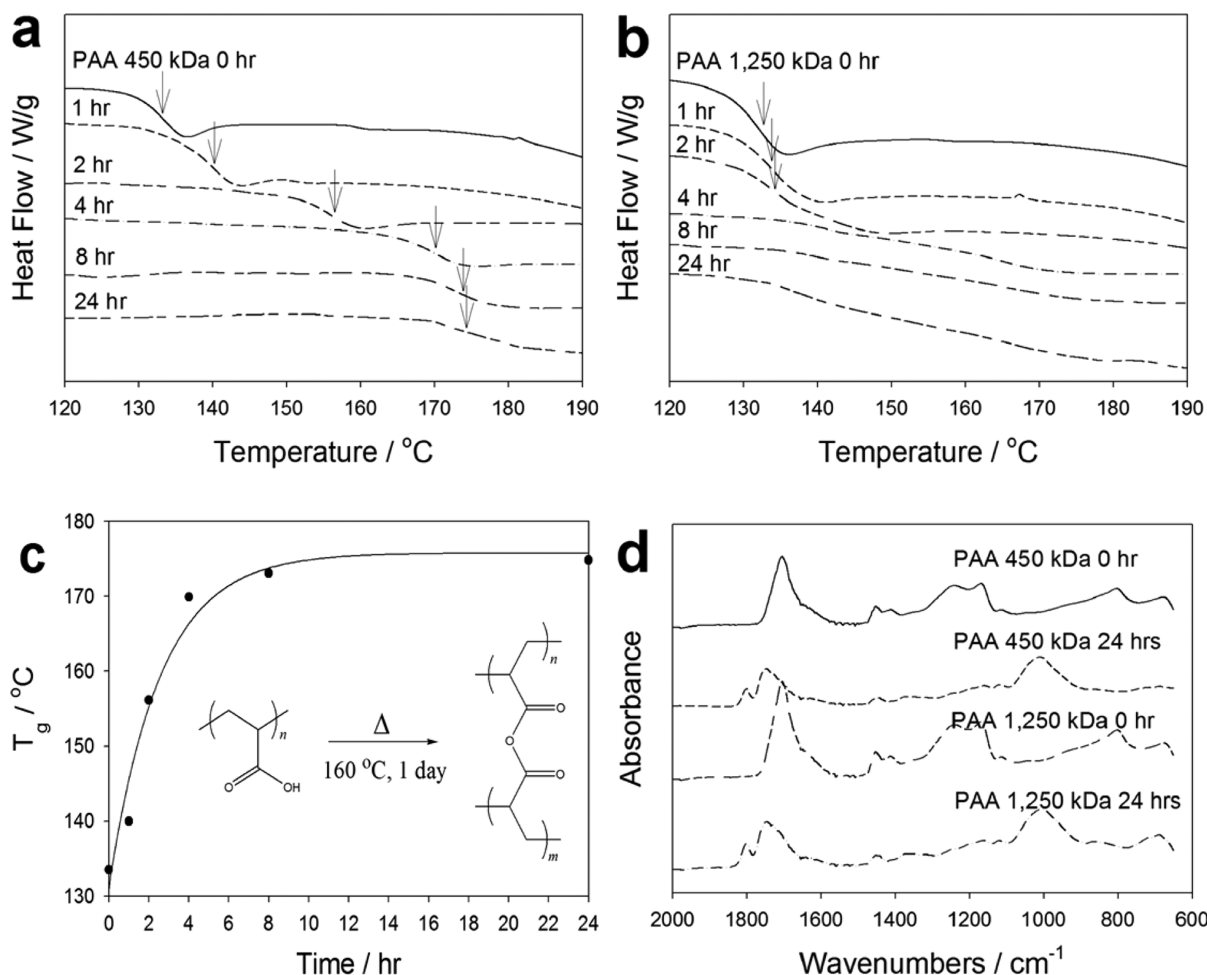 a
PAA 450 kDa 0 hr
1 hr
2 hr
4 hr
8 hr
24 hr
Heat Flow / W/g
120 130 140 150 160 170 180 190
Temperature / °C
b
PAA 1,250 kDa 0 hr
1 hr
2 hr
4 hr
8 hr
24 hr
Heat Flow / W/g
120 130 140 150 160 170 180 190
Temperature / °C
c
180
170
160
150
140
130
Tg / °C
0 2 4 6 8 10 12 14 16 18 20 22 24
Time / hr
n
O
OH
Δ
160 °C, 1 day
n
O
O
O
m
d
PAA 450 kDa 0 hr
PAA 450 kDa 24 hrs
PAA 1,250 kDa 0 hr
PAA 1,250 kDa 24 hrs
Absorbance
2000 1800 1600 1400 1200 1000 800 600
Wavenumbers / cm-1